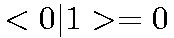 < 0|1 >= 0